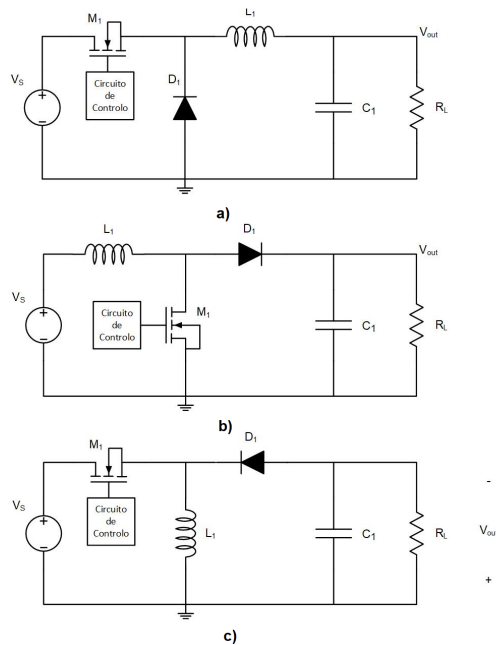 M1
L1
Vout
VS
Circuito
de
Controlo
D1
C1
RL
a)
L1
D1
Vout
VS
Circuito
de
Controlo
M1
C1
RL
b)
D1
M1
VS
Circuito
de
Controlo
L1
C1
RL
-
Vout
+
c)